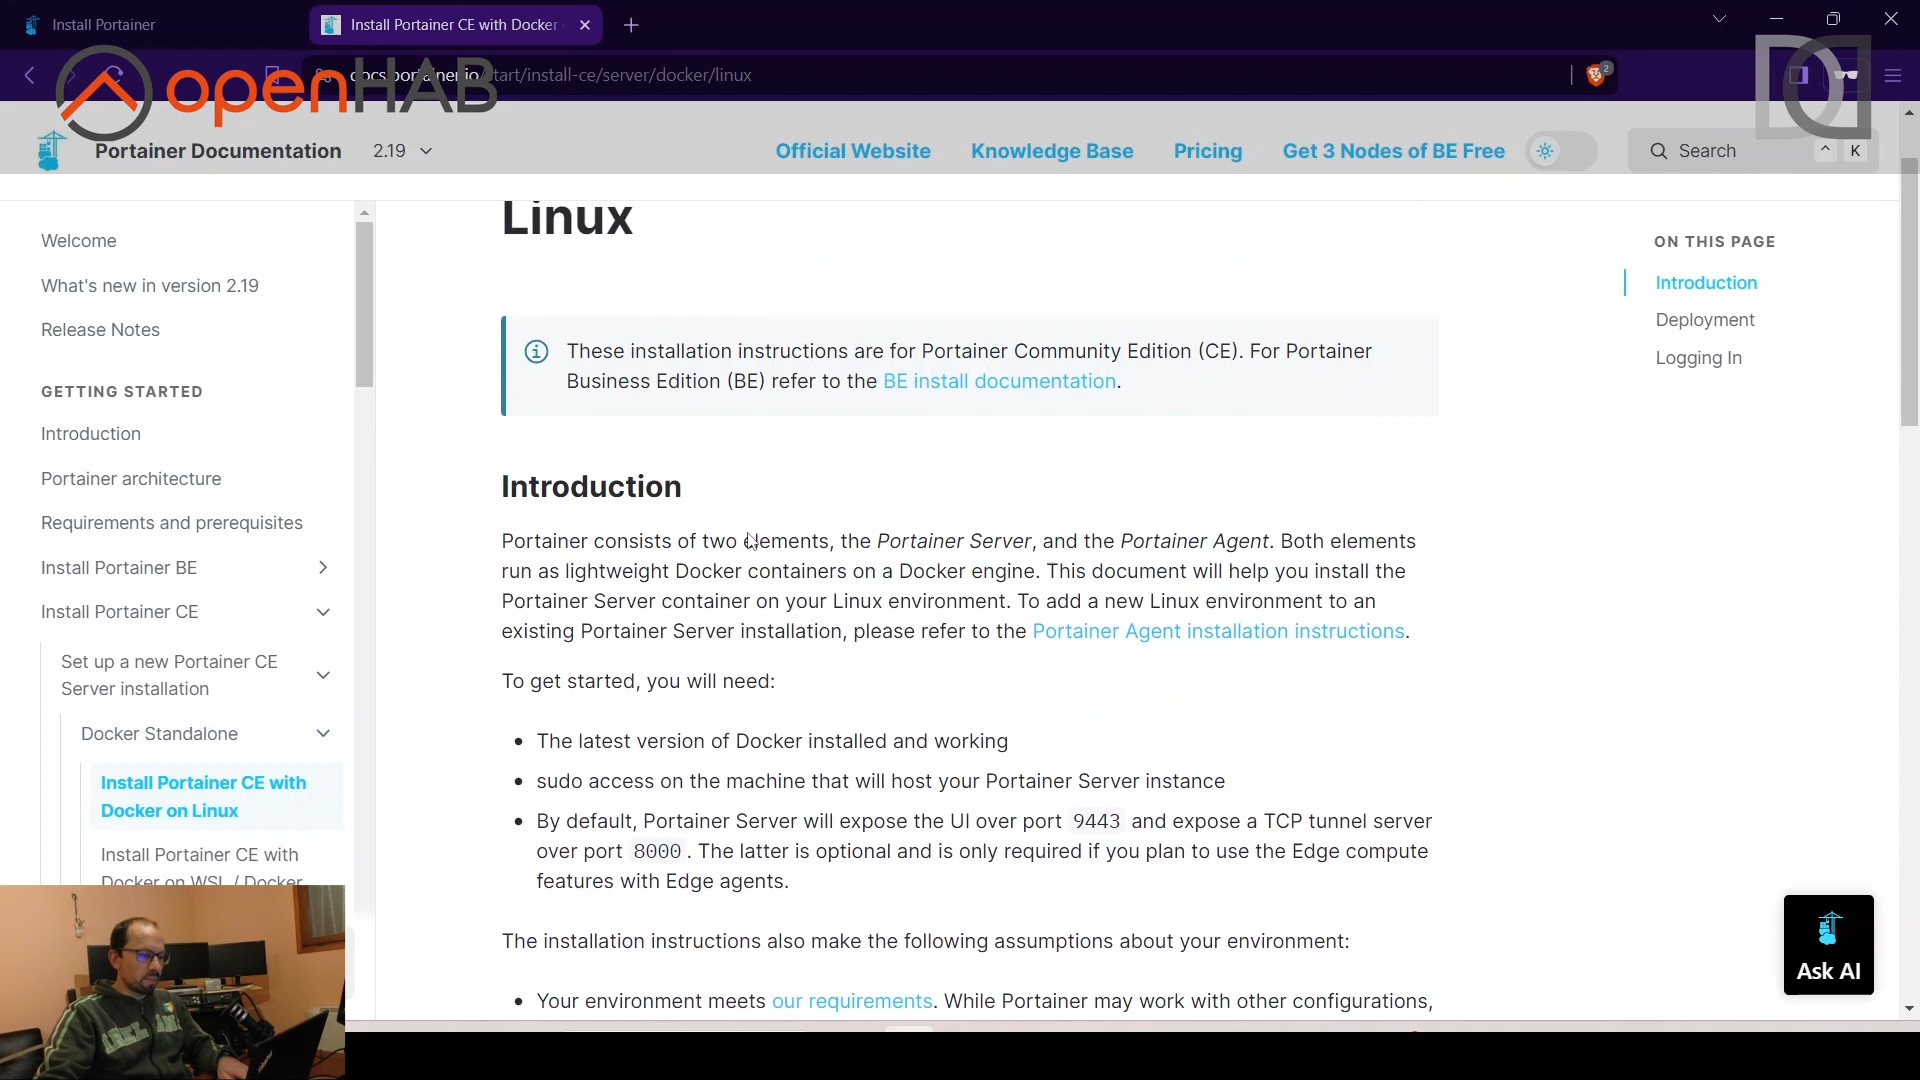 Install Portainer
Install Portainer CE with Docker
docs.portainer.io/start/install-ce/server/docker/linux
2
openHAB
Portainer Documentation
2.19
Official Website
Knowledge Base
Pricing
Get 3 Nodes of BE Free
Search
^ K
Welcome
What's new in version 2.19
Release Notes
GETTING STARTED
Introduction
Portainer architecture
Requirements and prerequisites
Install Portainer BE
Install Portainer CE
Set up a new Portainer CE
Server installation
Docker Standalone
Install Portainer CE with
Docker on Linux
Install Portainer CE with
Docker on WSL / Docker
Linux
These installation instructions are for Portainer Community Edition (CE). For Portainer
Business Edition (BE) refer to the BE install documentation.
Introduction
Portainer consists of two elements, the Portainer Server, and the Portainer Agent. Both elements
run as lightweight Docker containers on a Docker engine. This document will help you install the
Portainer Server container on your Linux environment. To add a new Linux environment to an
existing Portainer Server installation, please refer to the Portainer Agent installation instructions.
To get started, you will need:
• The latest version of Docker installed and working
• sudo access on the machine that will host your Portainer Server instance
• By default, Portainer Server will expose the UI over port 9443 and expose a TCP tunnel server
over port 8000. The latter is optional and is only required if you plan to use the Edge compute
features with Edge agents.
The installation instructions also make the following assumptions about your environment:
• Your environment meets our requirements. While Portainer may work with other configurations,
ON THIS PAGE
Introduction
Deployment
Logging In
Ask AI